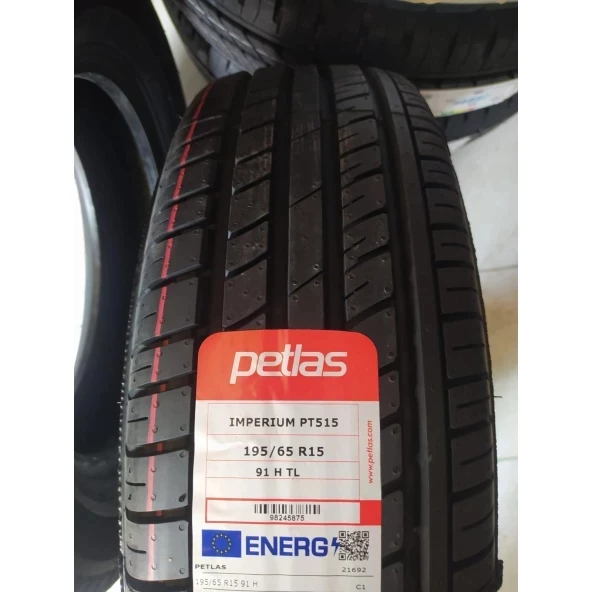 petlas
IMPERIUM PT515
195/65 R15
91 H TL
www.petlas.com
98245875
ENERG
PETLAS
21692
195/65 R15 91 H
C1